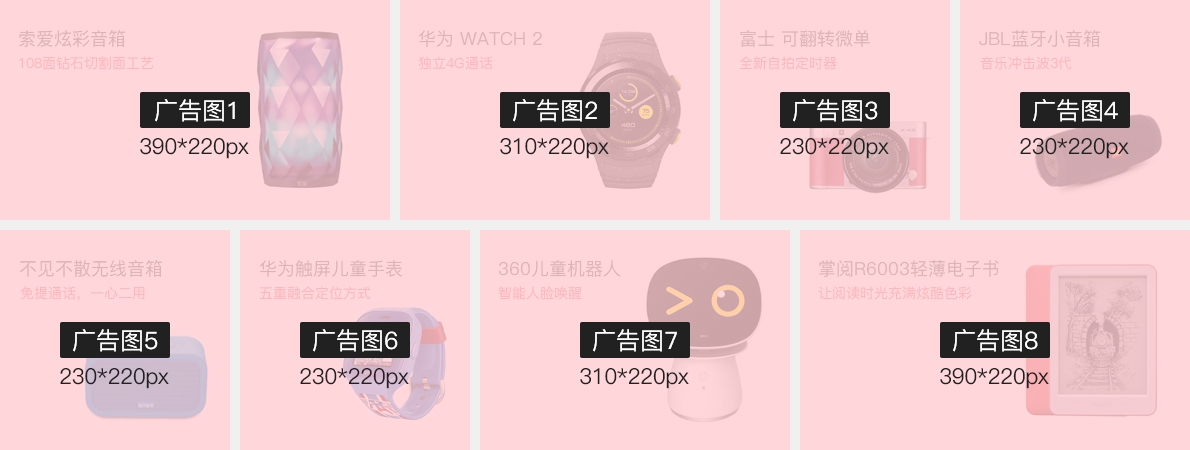 索爱炫彩音箱
108面钻石切割面工艺
广告图1
390*220px
华为 WATCH 2
独立4G通话
广告图2
310*220px
富士 可翻转微单
全新自拍定时器
广告图3
230*220px
JBL蓝牙小音箱
音乐冲击波3代
广告图4
230*220px
不见不散无线音箱
免提通话，一心二用
广告图5
230*220px
华为触屏儿童手表
五重融合定位方式
广告图6
230*220px
360儿童机器人
智能人脸唤醒
广告图7
310*220px
掌阅R6003轻薄电子书
让阅读时光充满炫酷色彩
广告图8
390*220px